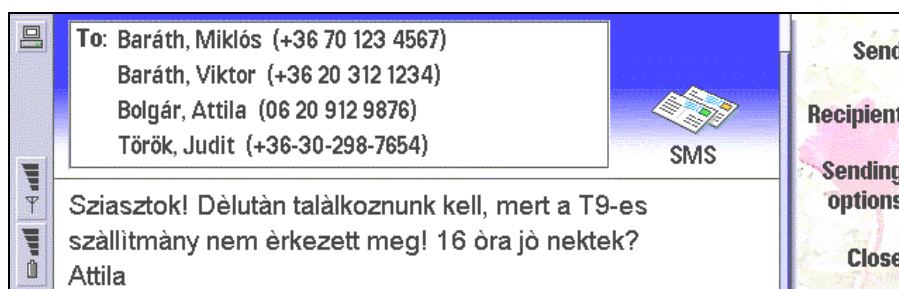 To: Baráth, Miklós (+36 70 123 4567)
Baráth, Viktor (+36 20 312 1234)
Bolgár, Attila (06 20 912 9876)
Török, Judit (+36-30-298-7654)
SMS
Sziasztok! Dèlutàn talàlkoznunk kell, mert a T9-es
szàllìtmàny nem èrkezett meg! 16 òra jò nektek?
Attila
Send
Recipient
Sending
options
Close